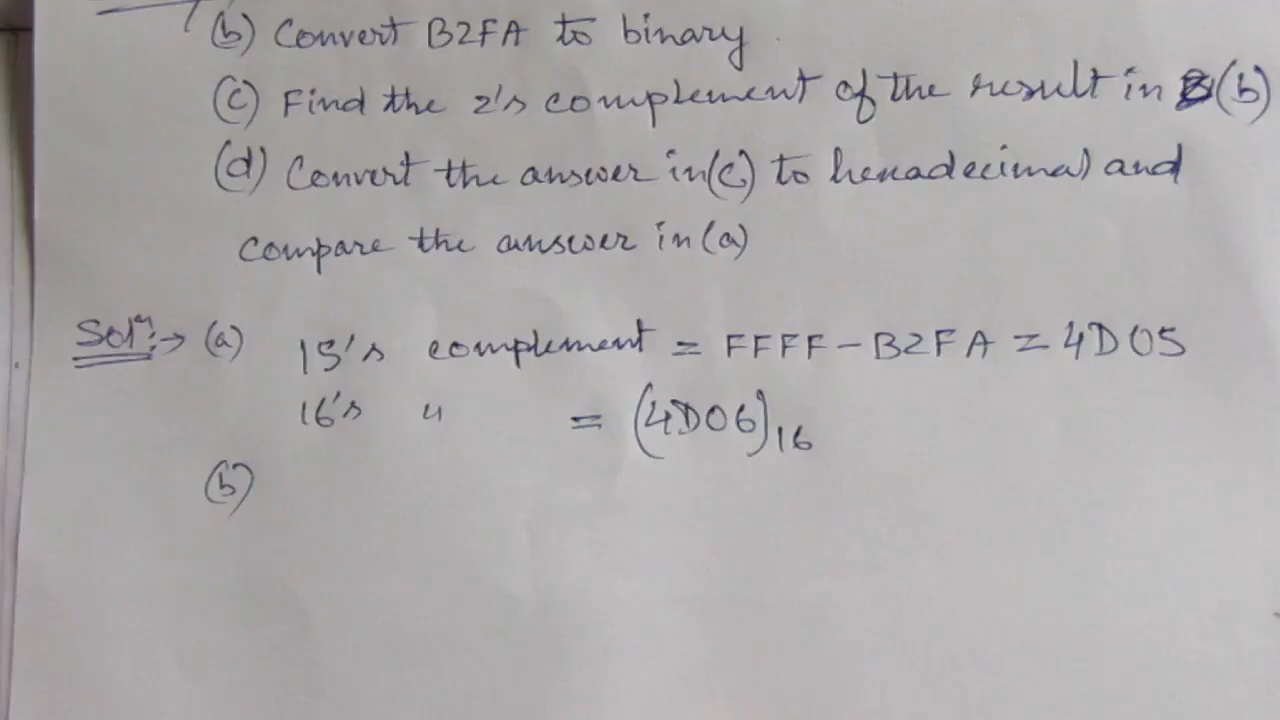 (b) Convert B2FA to binary
(c) Find the 2's complement of the result in (b)
(d) Convert the answer in (c) to hexadecimal and
compare the answer in (a)
Solⁿ:→ (a) 15's complement = FFFF - B2FA = 4D05
16's " = (4D06)₁₆
(b)